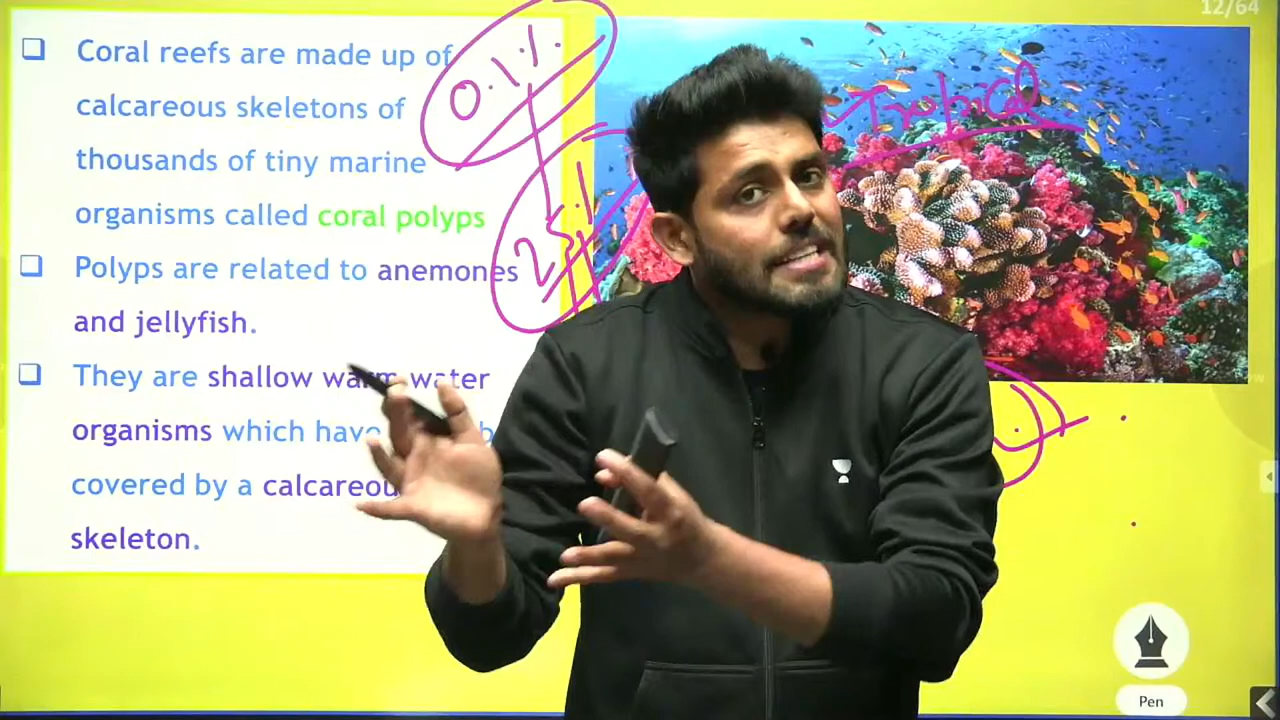 12/64
Coral reefs are made up of
calcareous skeletons of
thousands of tiny marine
organisms called coral polyps
Polyps are related to anemones
and jellyfish.
They are shallow warm water
organisms which have
covered by a calcareou
skeleton.
0.1%
25%
Tropical
Pen